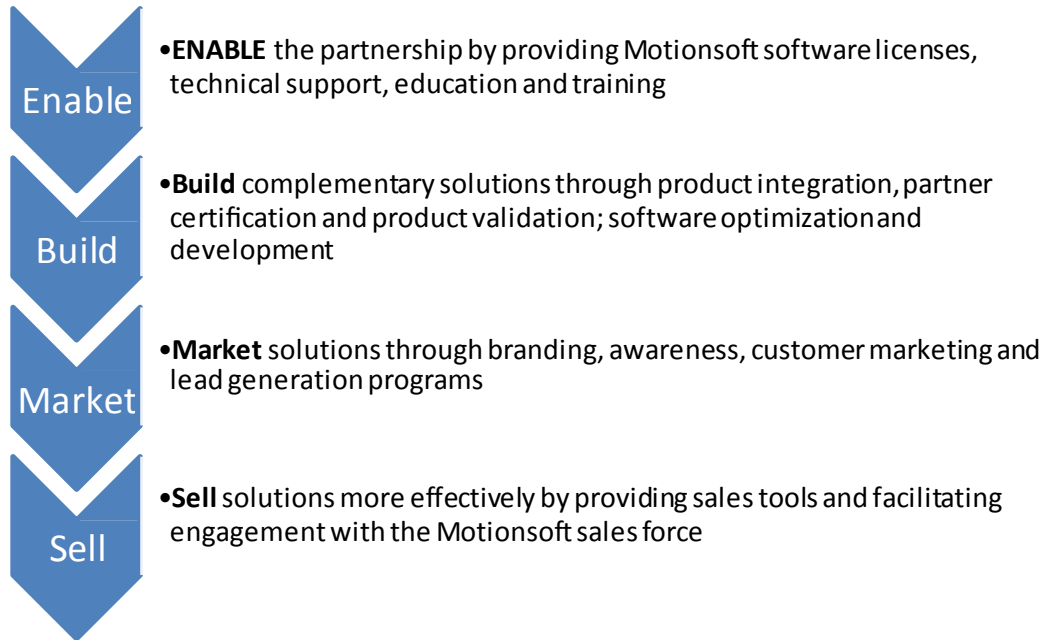 Enable
•ENABLE the partnership by providing Motionsoft software licenses,
technical support, education and training
Build
•Build complementary solutions through product integration, partner
certification and product validation; software optimization and
development
Market
•Market solutions through branding, awareness, customer marketing and
lead generation programs
Sell
•Sell solutions more effectively by providing sales tools and facilitating
engagement with the Motionsoft sales force